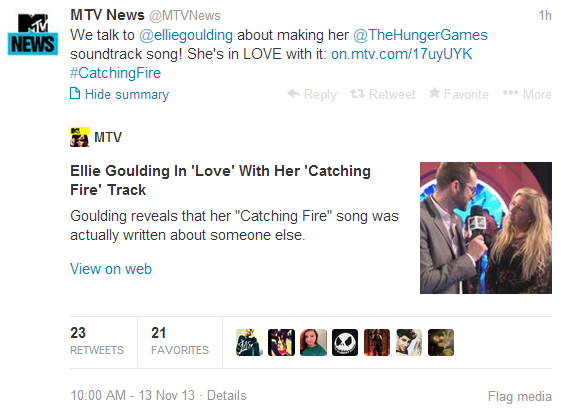 MTV News @MTVNews 1h
We talk to @elliegoulding about making her @TheHungerGames
soundtrack song! She's in LOVE with it: on.mtv.com/17uyUYK
#CatchingFire
Hide summary Reply Retweet Favorite More
MTV
NEWS
MTV
Ellie Goulding In 'Love' With Her 'Catching
Fire' Track
Goulding reveals that her "Catching Fire" song was
actually written about someone else.
View on web
23 21
RETWEETS FAVORITES
10:00 AM - 13 Nov 13 · Details Flag media